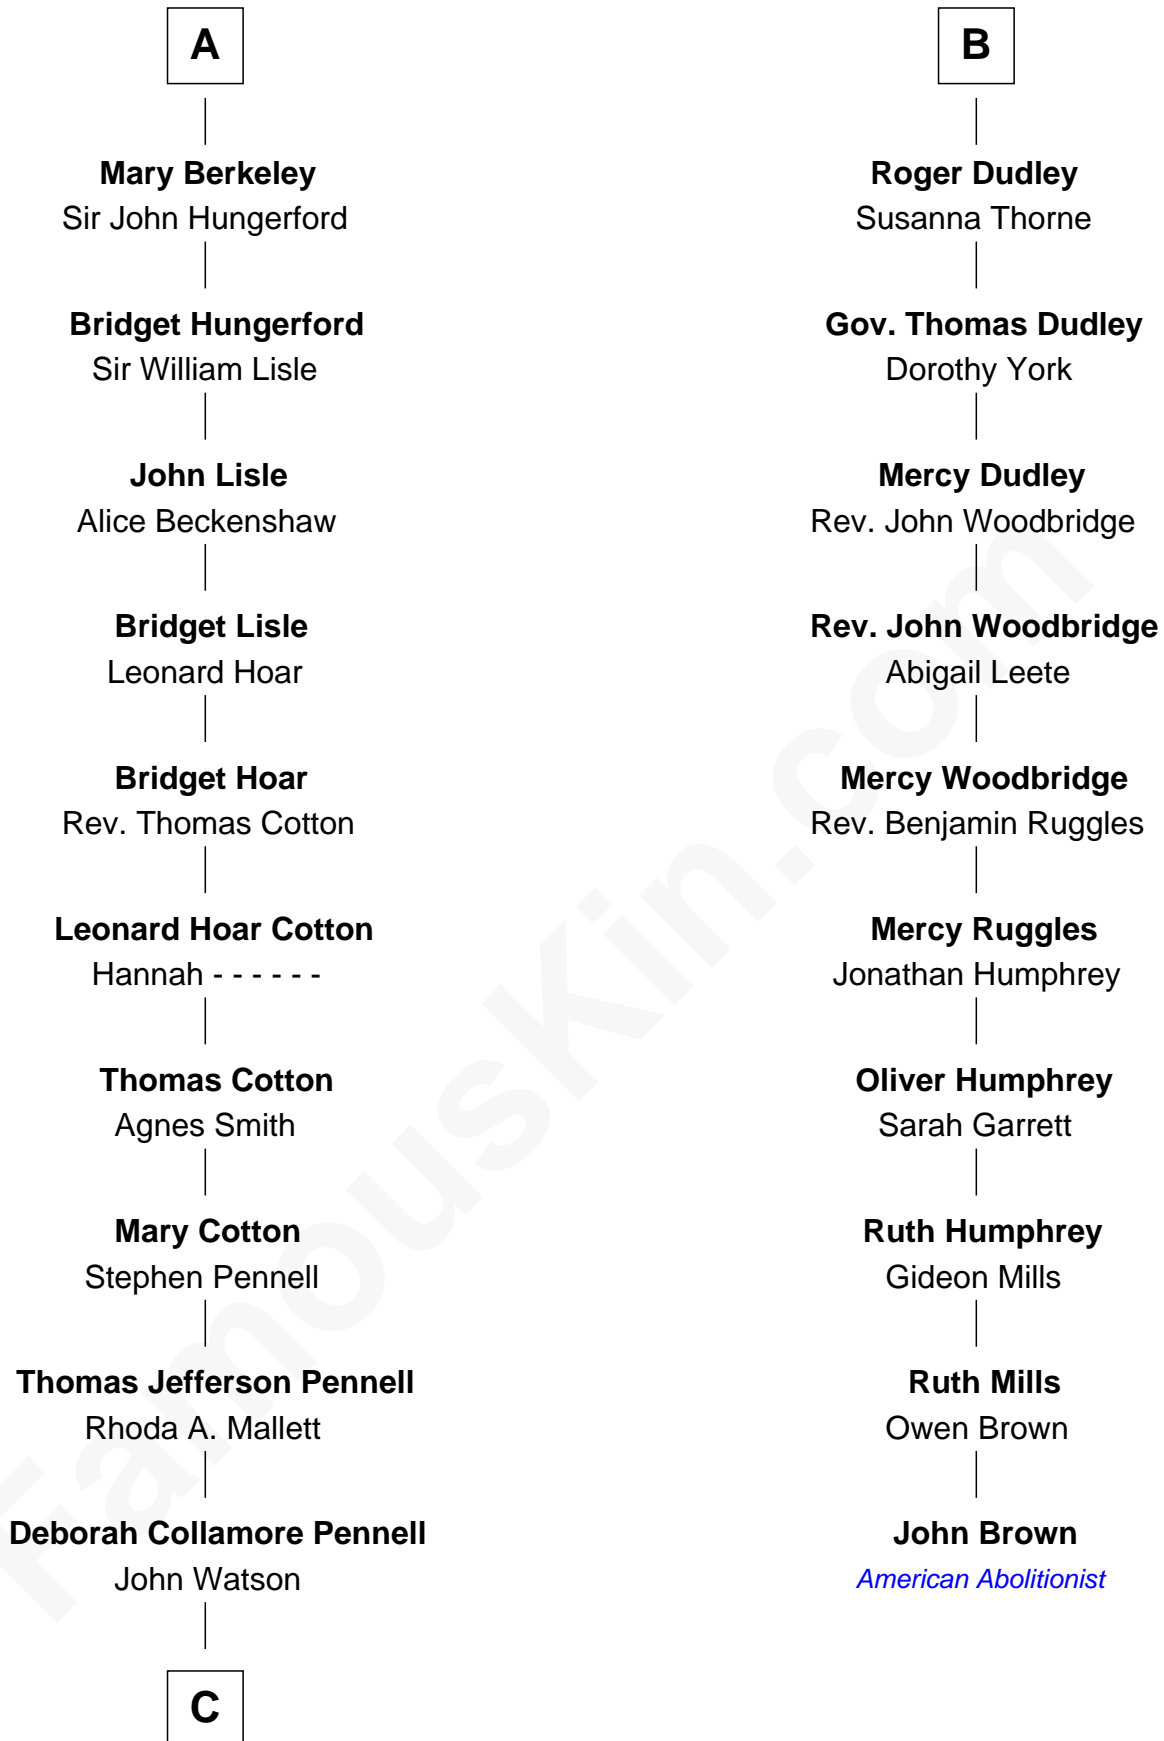 A
Mary Berkeley
Sir John Hungerford
Bridget Hungerford
Sir William Lisle
John Lisle
Alice Beckenshaw
Bridget Lisle
Leonard Hoar
Bridget Hoar
Rev. Thomas Cotton
Leonard Hoar Cotton
Hannah - - - - - -
Thomas Cotton
Agnes Smith
Mary Cotton
Stephen Pennell
Thomas Jefferson Pennell
Rhoda A. Mallett
Deborah Collamore Pennell
John Watson
C
B
Roger Dudley
Susanna Thorne
Gov. Thomas Dudley
Dorothy York
Mercy Dudley
Rev. John Woodbridge
Rev. John Woodbridge
Abigail Leete
Mercy Woodbridge
Rev. Benjamin Ruggles
Mercy Ruggles
Jonathan Humphrey
Oliver Humphrey
Sarah Garrett
Ruth Humphrey
Gideon Mills
Ruth Mills
Owen Brown
John Brown
American Abolitionist
FamousKin.com